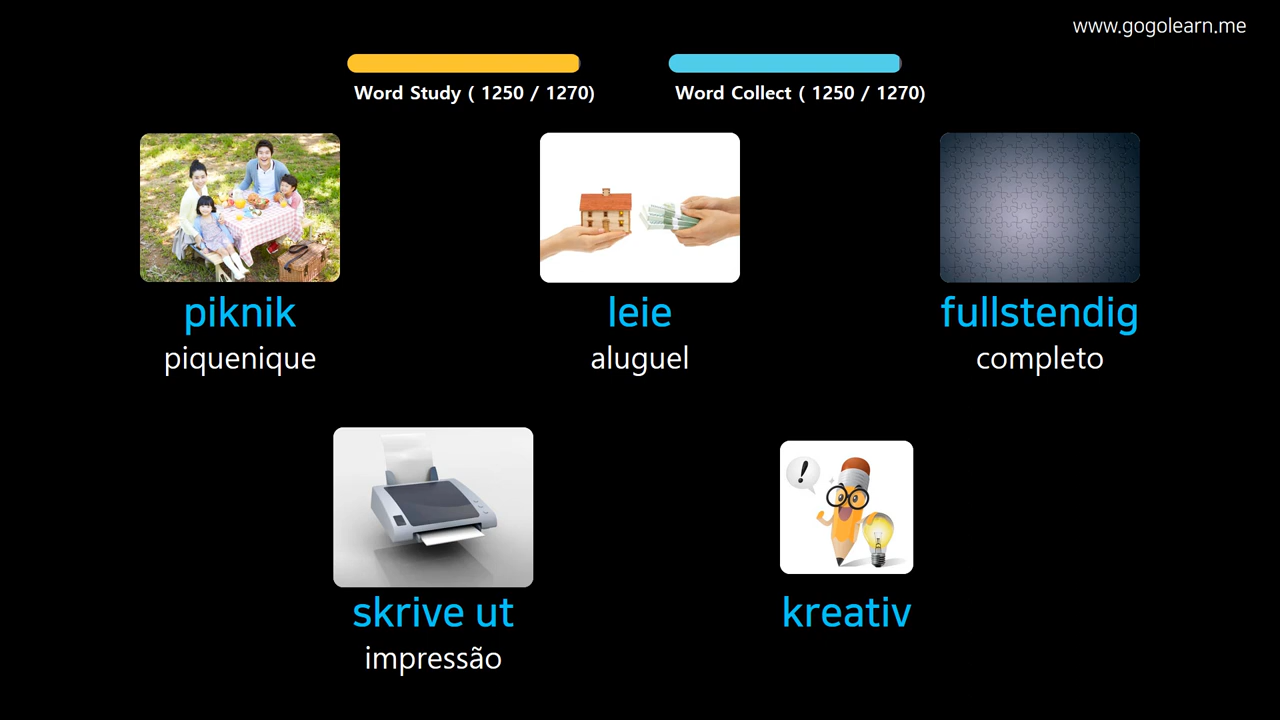 www.gogolearn.me
Word Study ( 1250 / 1270)
Word Collect ( 1250 / 1270)
piknik
piquenique
leie
aluguel
fullstendig
completo
skrive ut
impressão
!
kreativ